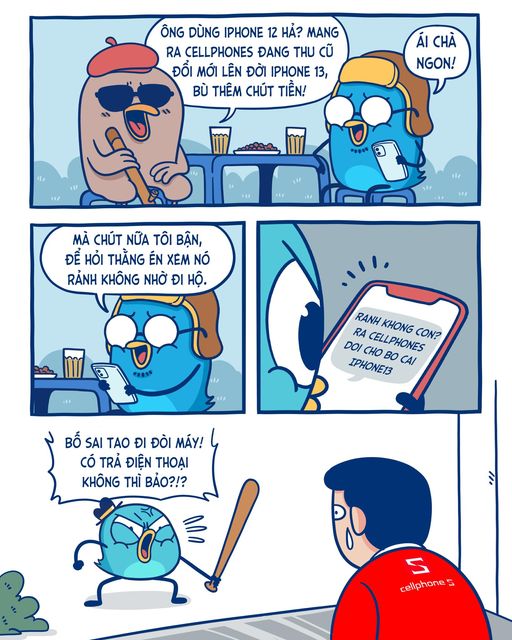 ÔNG DÙNG IPHONE 12 HẢ? MANG
RA CELLPHONES ĐANG THU CŨ
ĐỔI MỚI LÊN ĐỜI IPHONE 13,
BÙ THÊM CHÚT TIỀN!
ÁI CHÀ
NGON!
MÀ CHÚT NỮA TÔI BẬN,
ĐỂ HỎI THẰNG ÉN XEM NÓ
RẢNH KHÔNG NHỜ ĐI HỘ.
RANH KHONG CON?
RA CELLPHONES
DOI CHO BO CAI
IPHONE13
BỐ SAI TAO ĐI ĐÒI MÁY!
CÓ TRẢ ĐIỆN THOẠI
KHÔNG THÌ BẢO?!?
S
cellphoneS